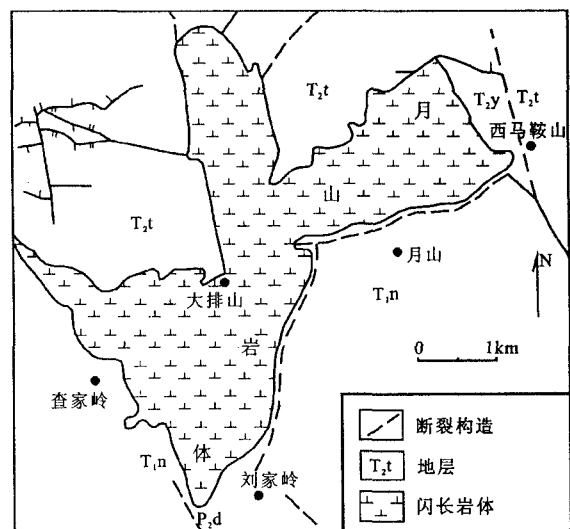 T₂t
T₂y
T₂t
西马鞍山
月
山
T₂t
月山
N
大排山
T₁n
岩
0 1km
查家岭
体
T₁n
刘家岭
P₂d
断裂构造
T₂t 地层
闪长岩体